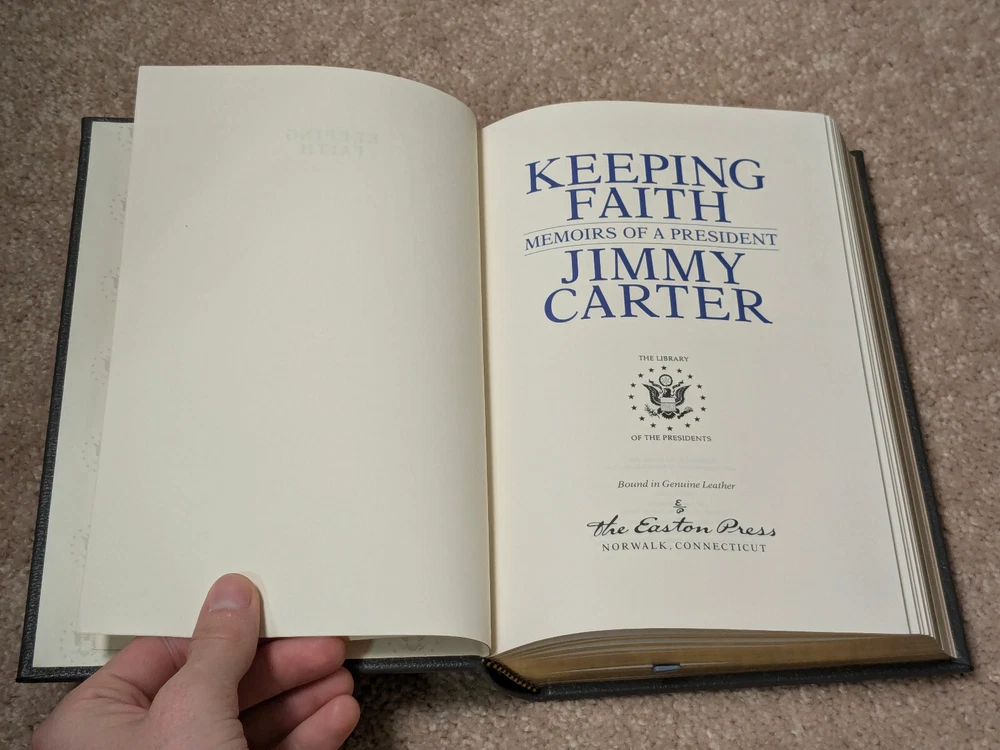 KEEPING
FAITH
MEMOIRS OF A PRESIDENT
JIMMY
CARTER
THE LIBRARY
OF THE PRESIDENTS
Bound in Genuine Leather
The Easton Press
NORWALK, CONNECTICUT